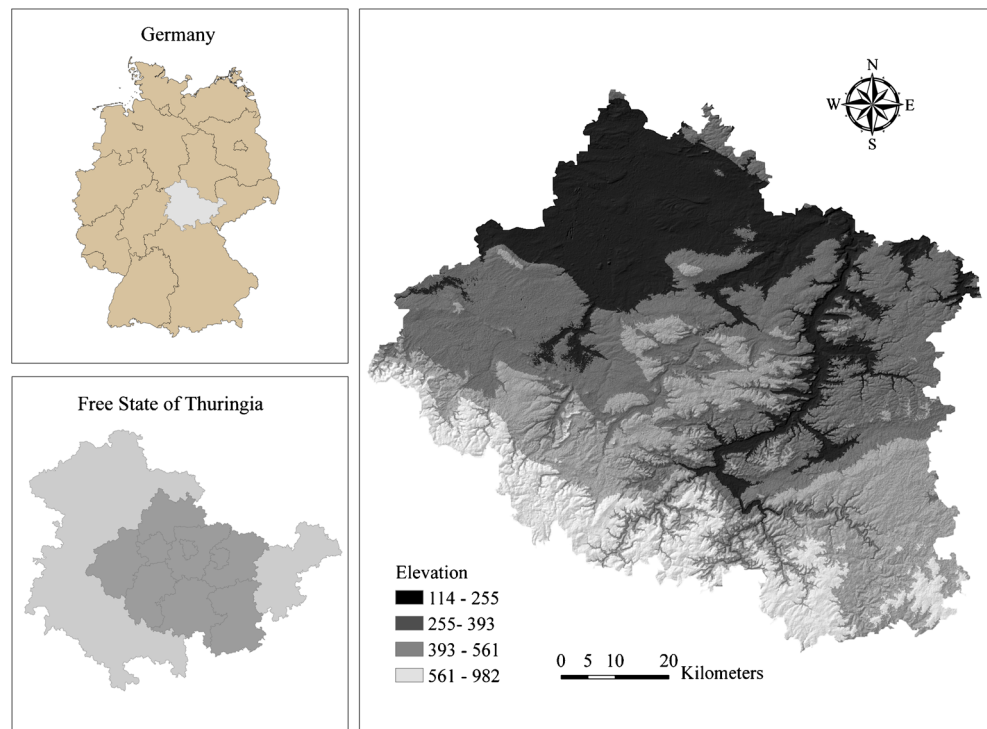 Germany
Free State of Thuringia
N
W E
S
Elevation
114 - 255
255- 393
393 - 561
561 - 982
0 5 10 20
Kilometers